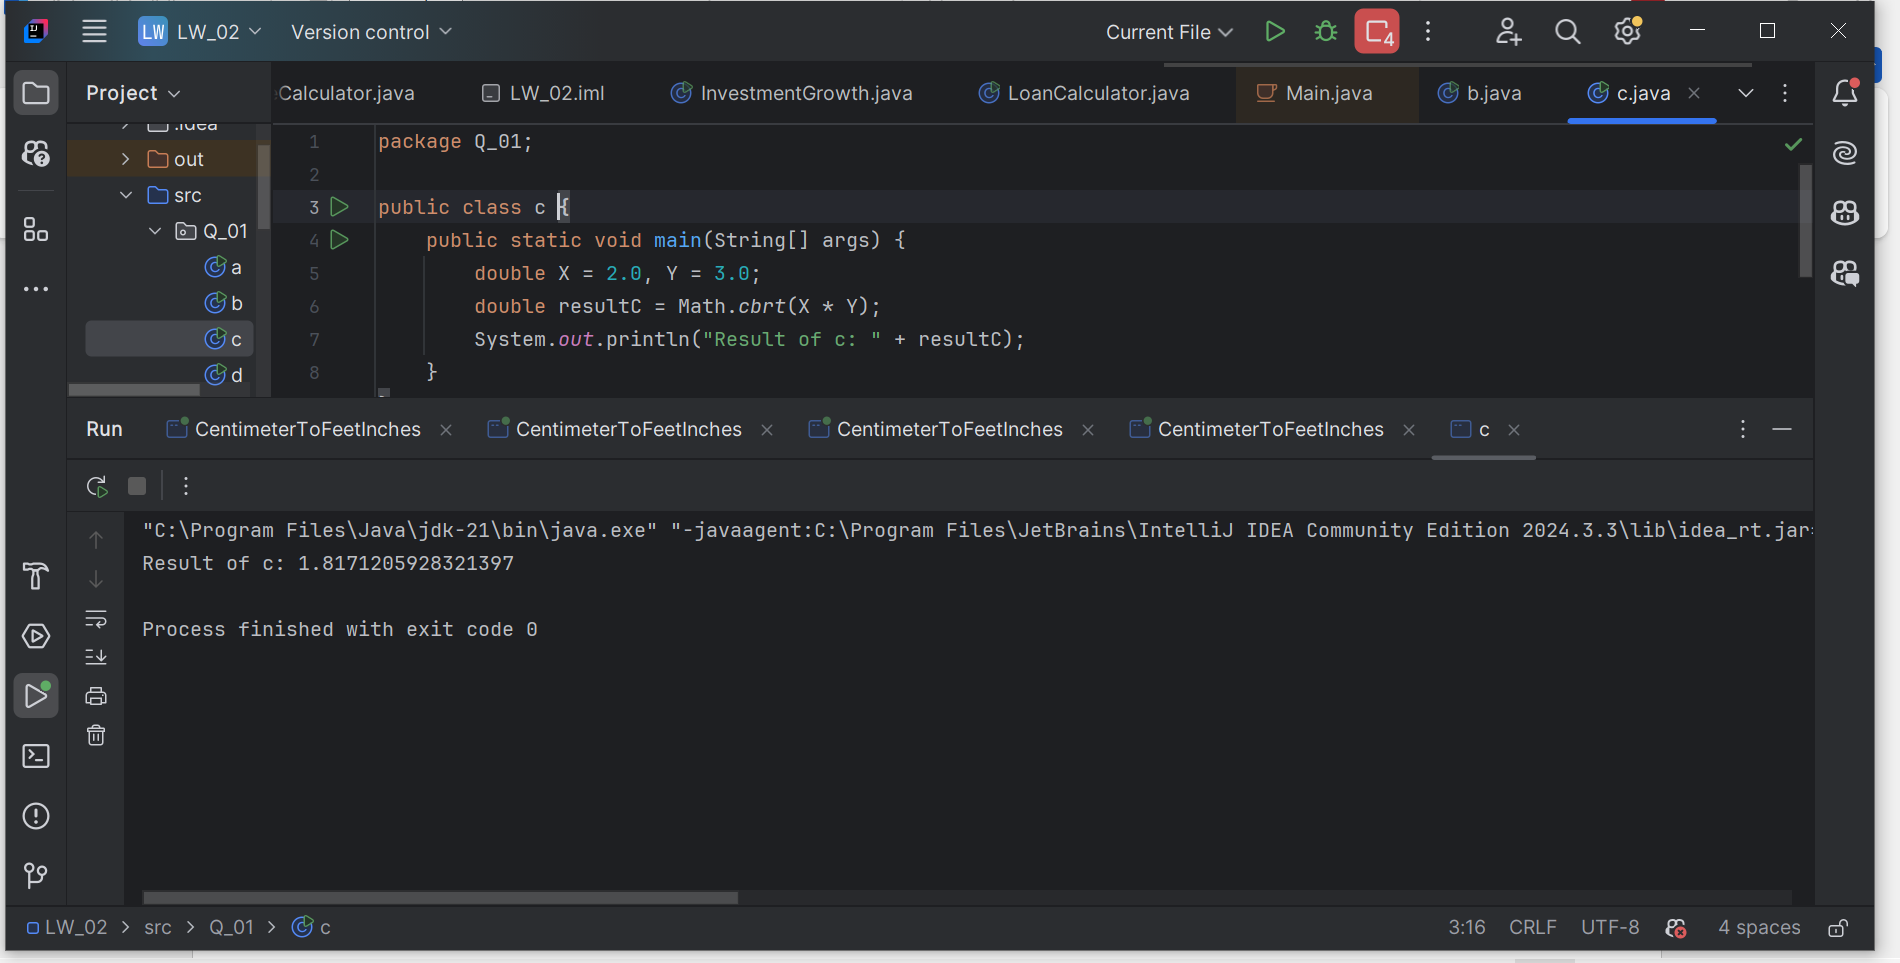 LW LW_02 Version control Current File 4
Project
Calculator.java LW_02.iml InvestmentGrowth.java LoanCalculator.java Main.java b.java c.java
.idea
out
src
Q_01
a
b
c
d
1 package Q_01;
2
3 public class c {
4 public static void main(String[] args) {
5 double X = 2.0, Y = 3.0;
6 double resultC = Math.cbrt(X * Y);
7 System.out.println("Result of c: " + resultC);
8 }
Run CentimeterToFeetInches CentimeterToFeetInches CentimeterToFeetInches CentimeterToFeetInches c
"C:\Program Files\Java\jdk-21\bin\java.exe" "-javaagent:C:\Program Files\JetBrains\IntelliJ IDEA Community Edition 2024.3.3\lib\idea_rt.jar=
Result of c: 1.8171205928321397
Process finished with exit code 0
LW_02 > src > Q_01 > c 3:16 CRLF UTF-8 4 spaces